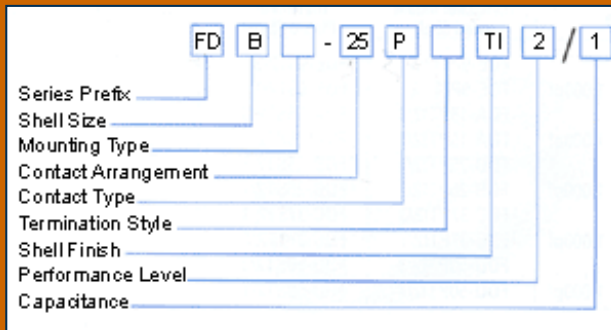 FD B - 25 P TI 2 / 1
Series Prefix
Shell Size
Mounting Type
Contact Arrangement
Contact Type
Termination Style
Shell Finish
Performance Level
Capacitance